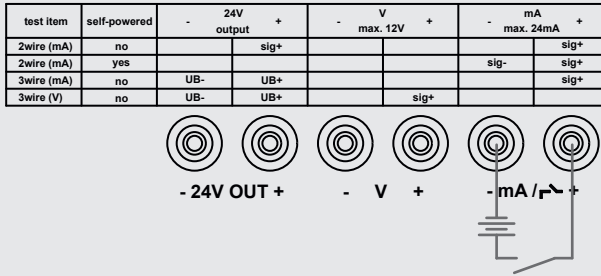 test item self-powered - 24V output + - V max. 12V + - mA max. 24mA +
2wire (mA) no sig+ sig+
2wire (mA) yes sig- sig+
3wire (mA) no UB- UB+ sig+
3wire (V) no UB- UB+ sig+
- 24V OUT + - V + - mA / +